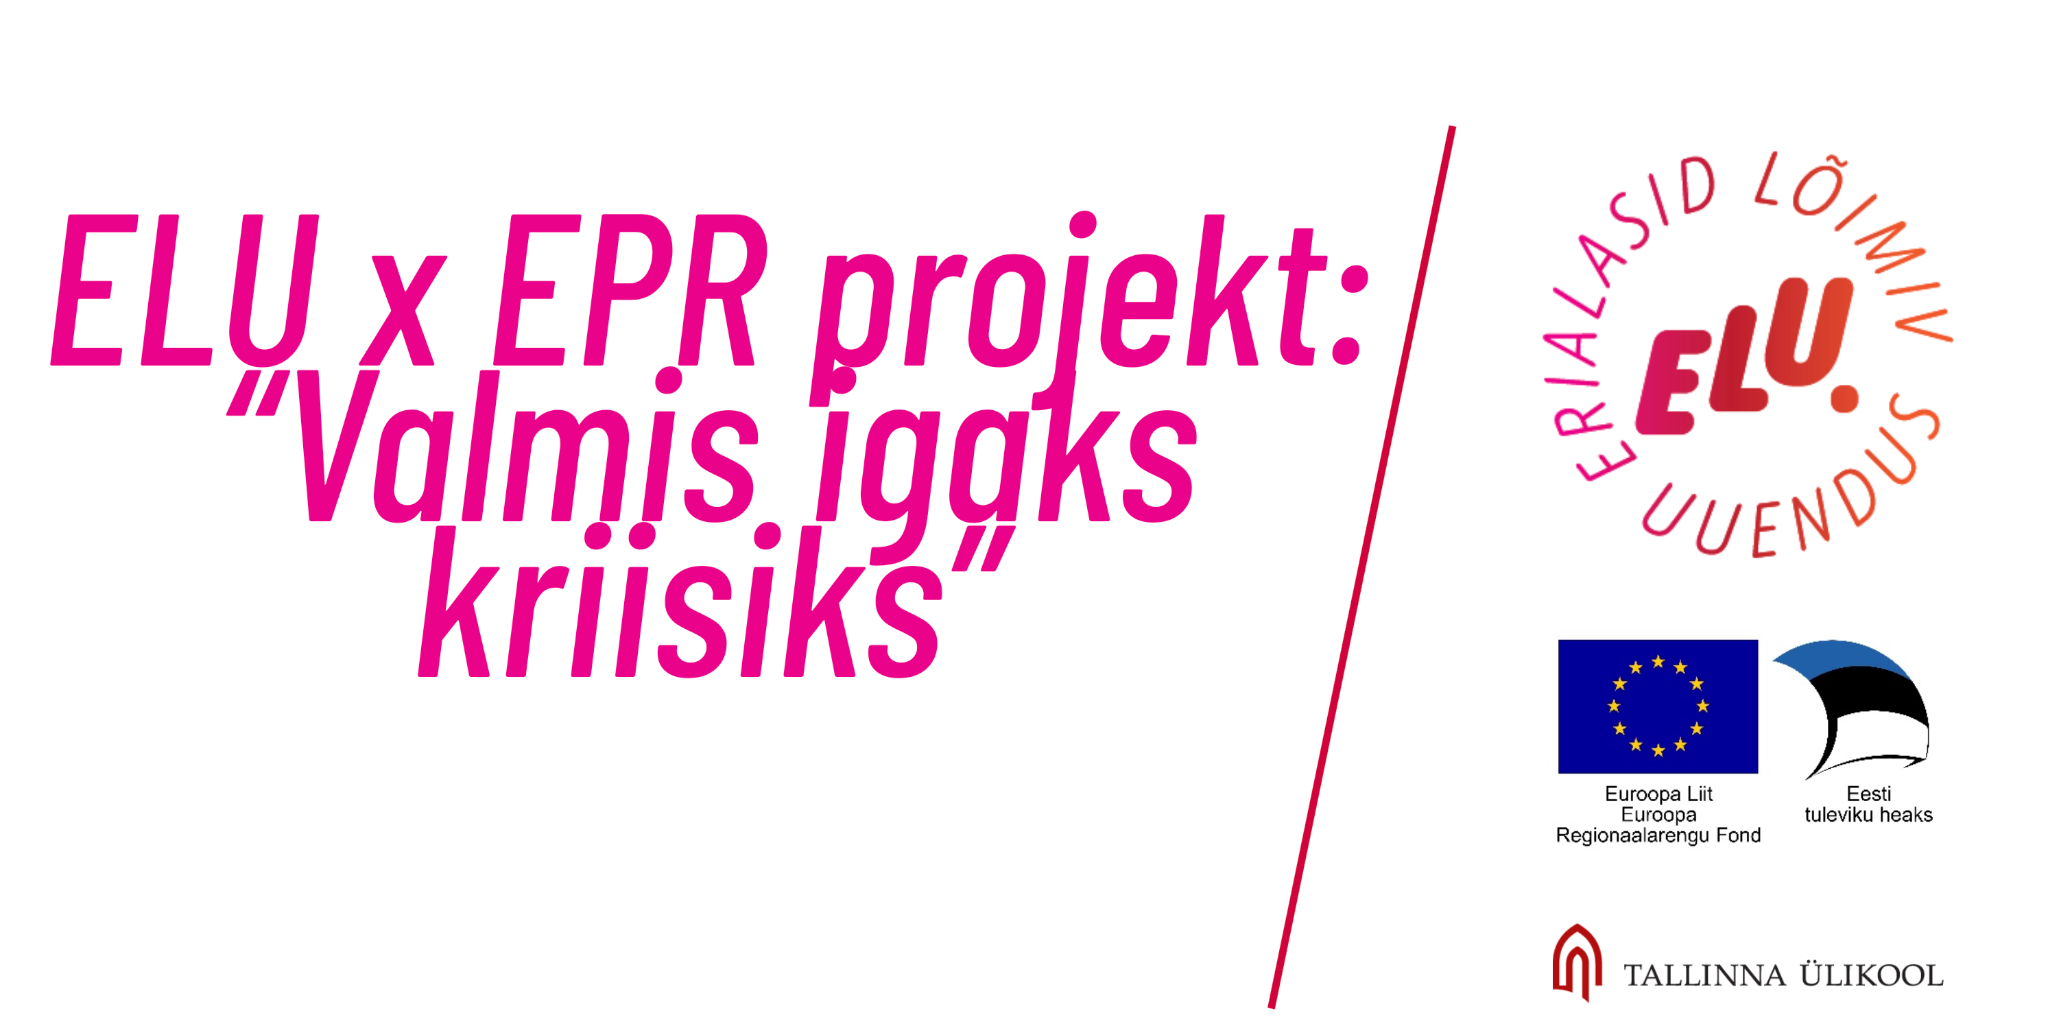 ELU x EPR projekt:
“Valmis igaks
kriisiks”
ERIALASID LÕIMIV UUENDUS
ELU.
Euroopa Liit
Euroopa
Regionaalarengu Fond
Eesti
tuleviku heaks
TALLINNA ÜLIKOOL